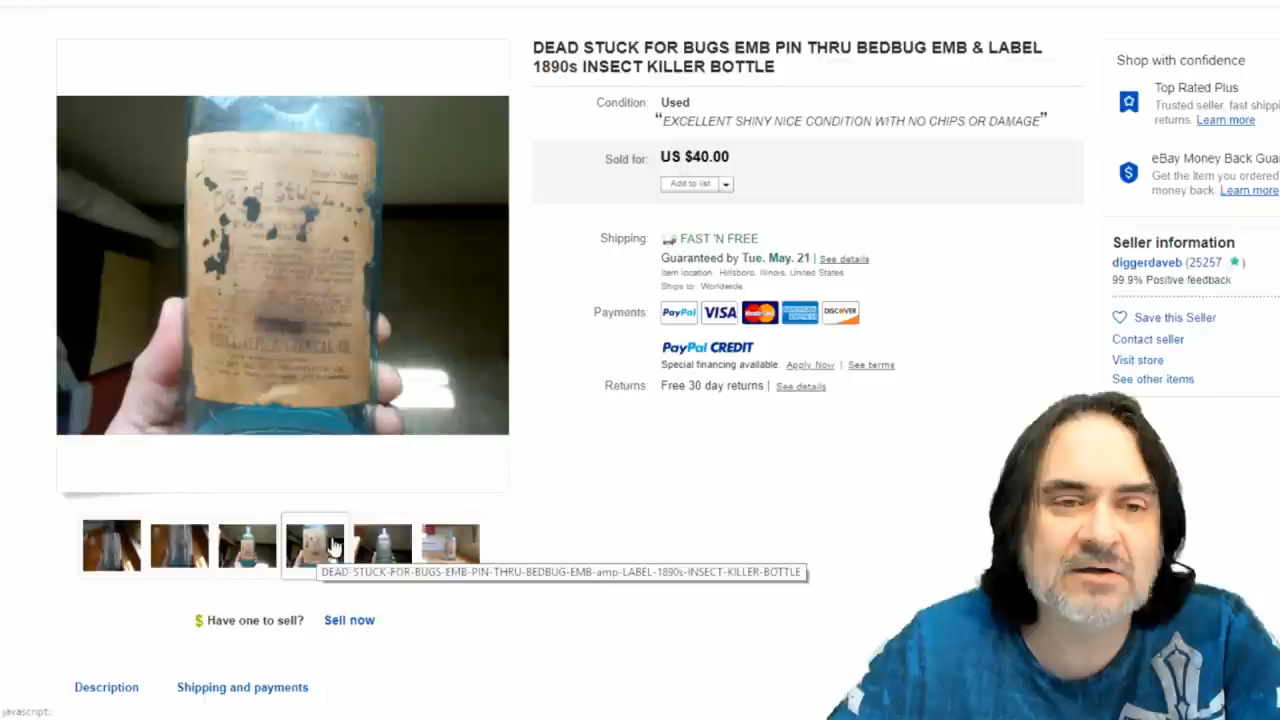 DEAD STUCK FOR BUGS EMB PIN THRU BEDBUG EMB & LABEL
1890s INSECT KILLER BOTTLE
Condition: Used
"EXCELLENT SHINY NICE CONDITION WITH NO CHIPS OR DAMAGE"
Sold for: US $40.00
Add to list
Shipping: FAST 'N FREE
Guaranteed by Tue. May. 21 | See details
Item location: Hillsboro, Illinois, United States
Ships to: Worldwide
Payments: PayPal VISA MasterCard AMERICAN EXPRESS DISCOVER
PayPal CREDIT
Special financing available. Apply Now | See terms
Returns: Free 30 day returns | See details
Shop with confidence
Top Rated Plus
Trusted seller, fast shippi
returns. Learn more
eBay Money Back Gua
Get the item you ordered
money back. Learn more
Seller information
diggerdaveb (25257 )
99.9% Positive feedback
Save this Seller
Contact seller
Visit store
See other items
Dead Stuck...
DEAD-STUCK-FOR-BUGS-EMB-PIN-THRU-BEDBUG-EMB-amp-LABEL-1890s-INSECT-KILLER-BOTTLE
$ Have one to sell? Sell now
Description
Shipping and payments
javascript: